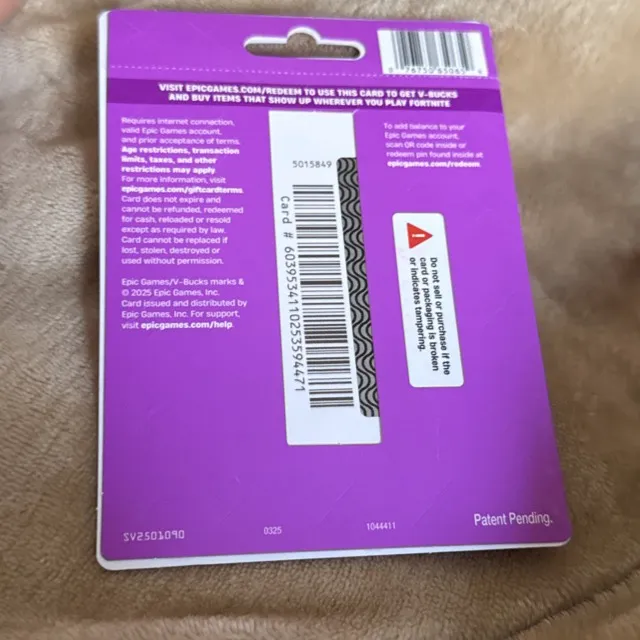 VISIT EPICGAMES.COM/REDEEM TO USE THIS CARD TO GET V-BUCKS
AND BUY ITEMS THAT SHOW UP WHEREVER YOU PLAY FORTNITE
Requires internet connection,
valid Epic Games account,
and prior acceptance of terms.
Age restrictions, transaction
limits, taxes, and other
restrictions may apply.
For more information, visit
epicgames.com/giftcardterms
Card does not expire and
cannot be refunded, redeemed
for cash, reloaded or resold
except as required by law.
Card cannot be replaced if
lost, stolen, destroyed or
used without permission.
Epic Games/V-Bucks marks &
© 2025 Epic Games, Inc.
Card issued and distributed by
Epic Games, Inc. For support,
visit epicgames.com/help.
5015849
Card # 6039534110253594471
To add balance to your
Epic Games account,
scan QR code inside or
redeem pin found inside at
epicgames.com/redeem
Do not sell or purchase if the
card or packaging is broken
or indicates tampering.
SV2501090
0325
1044411
Patent Pending.